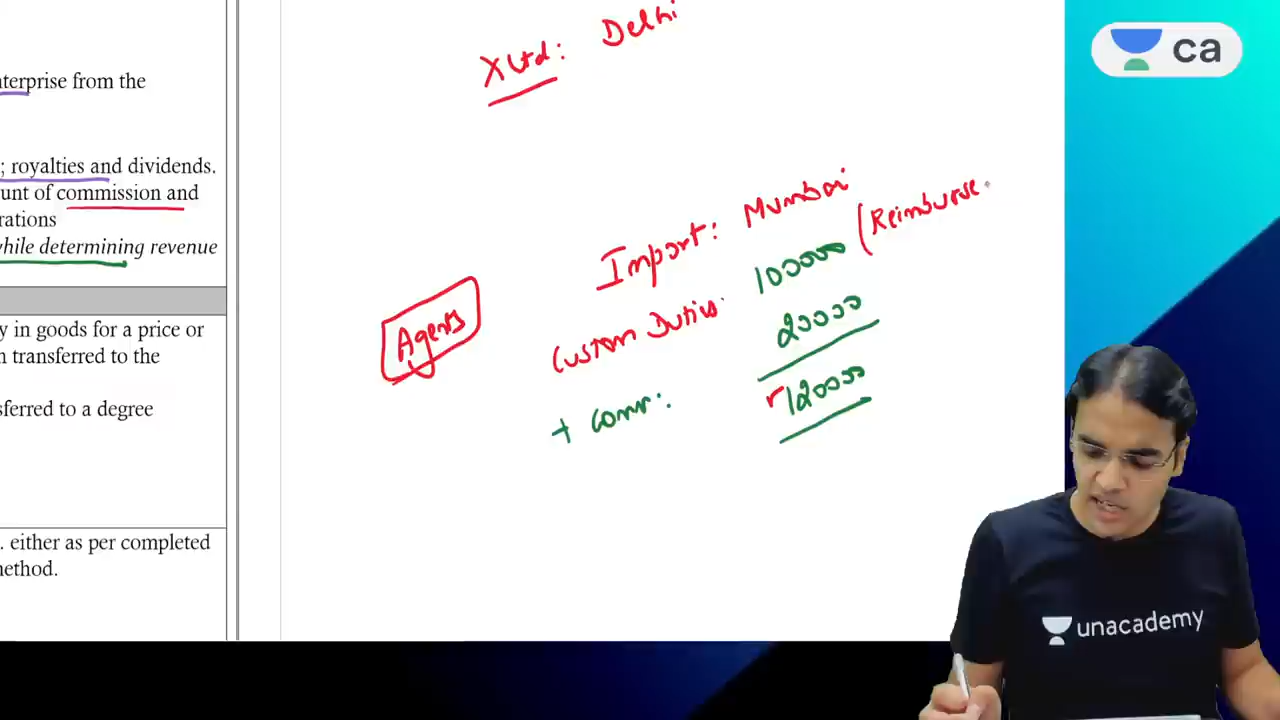 nterprise from the
; royalties and dividends.
unt of commission and
rations
while determining revenue
y in goods for a price or
n transferred to the
sferred to a degree
. either as per completed
nethod.
X Ltd: Delhi
Import: Mumbai
100000 (Reimburse
Agents
Custom Duties: 20000
+ Comm: 120000
ca
unacademy